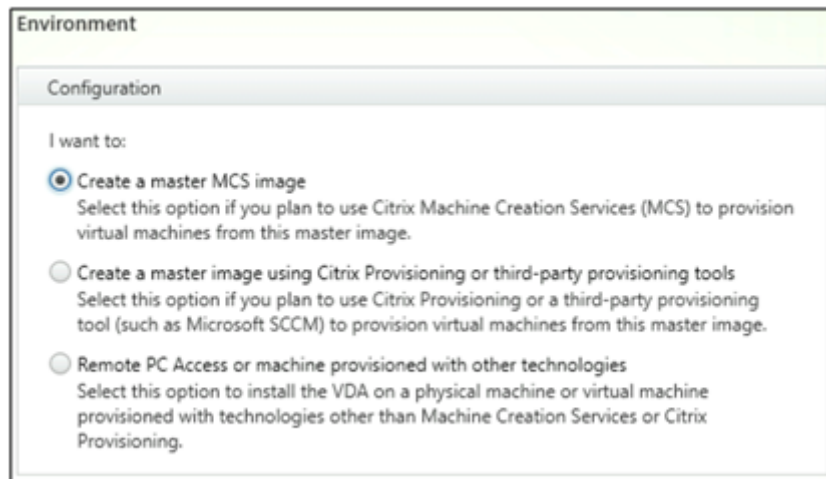 Environment
Configuration
I want to:
Create a master MCS image
Select this option if you plan to use Citrix Machine Creation Services (MCS) to provision
virtual machines from this master image.
Create a master image using Citrix Provisioning or third-party provisioning tools
Select this option if you plan to use Citrix Provisioning or a third-party provisioning
tool (such as Microsoft SCCM) to provision virtual machines from this master image.
Remote PC Access or machine provisioned with other technologies
Select this option to install the VDA on a physical machine or virtual machine
provisioned with technologies other than Machine Creation Services or Citrix
Provisioning.